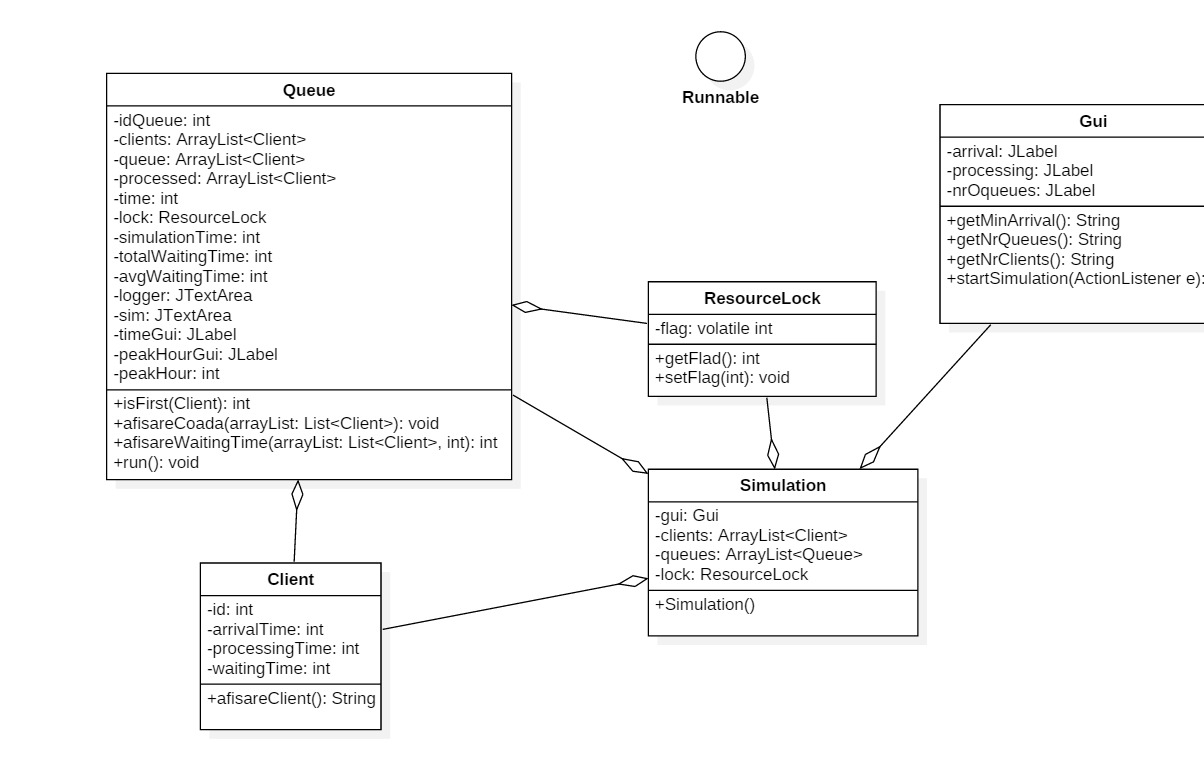 Runnable
Queue
-idQueue: int
-clients: ArrayList<Client>
-queue: ArrayList<Client>
-processed: ArrayList<Client>
-time: int
-lock: ResourceLock
-simulationTime: int
-totalWaitingTime: int
-avgWaitingTime: int
-logger: JTextArea
-sim: JTextArea
-timeGui: JLabel
-peakHourGui: JLabel
-peakHour: int
+isFirst(Client): int
+afisareCoada(arrayList: List<Client>): void
+afisareWaitingTime(arrayList: List<Client>, int): int
+run(): void
Gui
-arrival: JLabel
-processing: JLabel
-nrOqueues: JLabel
+getMinArrival(): String
+getNrQueues(): String
+getNrClients(): String
+startSimulation(ActionListener e):
ResourceLock
-flag: volatile int
+getFlad(): int
+setFlag(int): void
Simulation
-gui: Gui
-clients: ArrayList<Client>
-queues: ArrayList<Queue>
-lock: ResourceLock
+Simulation()
Client
-id: int
-arrivalTime: int
-processingTime: int
-waitingTime: int
+afisareClient(): String